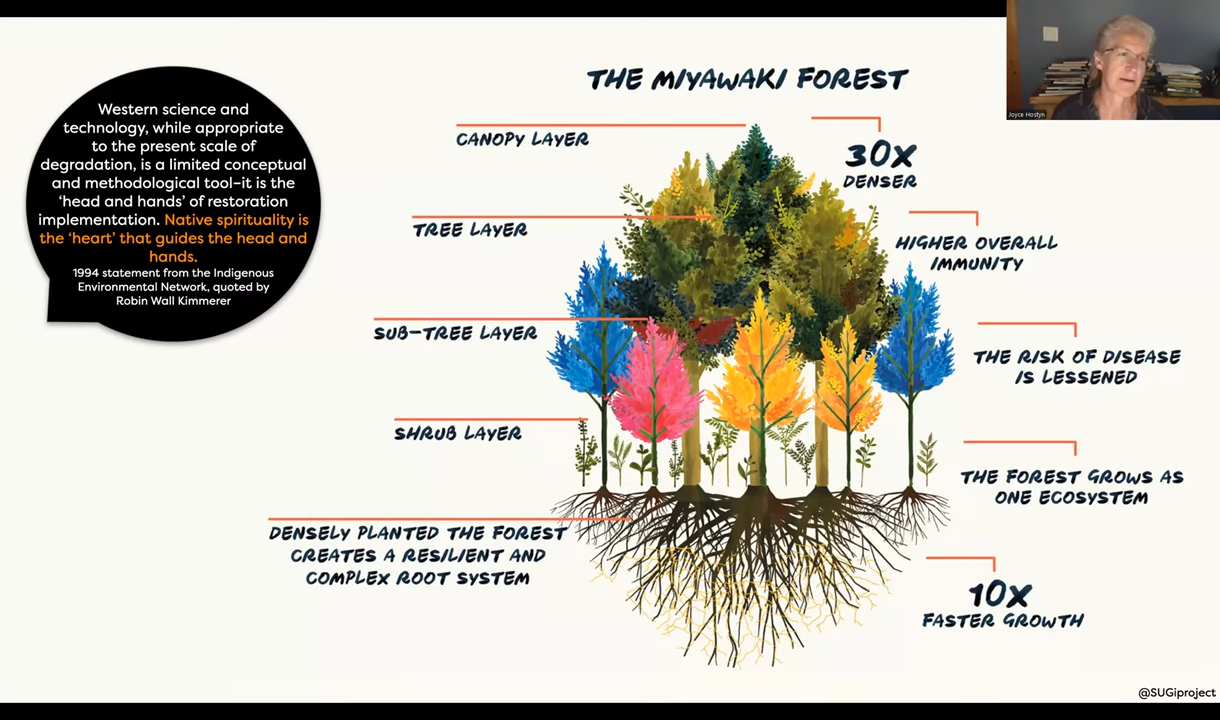 Western science and
technology, while appropriate
to the present scale of
degradation, is a limited conceptual
and methodological tool–it is the
‘head and hands’ of restoration
implementation. Native spirituality is
the ‘heart’ that guides the head and
hands.
1994 statement from the Indigenous
Environmental Network, quoted by
Robin Wall Kimmerer
THE MIYAWAKI FOREST
CANOPY LAYER
TREE LAYER
SUB-TREE LAYER
SHRUB LAYER
DENSELY PLANTED THE FOREST
CREATES A RESILIENT AND
COMPLEX ROOT SYSTEM
30X
DENSER
HIGHER OVERALL
IMMUNITY
THE RISK OF DISEASE
IS LESSENED
THE FOREST GROWS AS
ONE ECOSYSTEM
10X
FASTER GROWTH
Joyce Hostyn
@SUGiproject